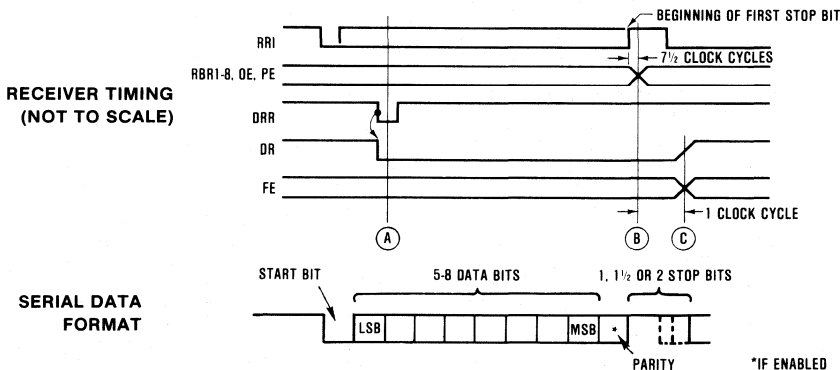 BEGINNING OF FIRST STOP BIT
RRI
7½ CLOCK CYCLES
RBR1-8, OE, PE
RECEIVER TIMING
(NOT TO SCALE)
DRR
DR
FE
1 CLOCK CYCLE
A
B
C
START BIT
5-8 DATA BITS
1, 1½ OR 2 STOP BITS
SERIAL DATA
FORMAT
LSB
MSB
*
PARITY
*IF ENABLED